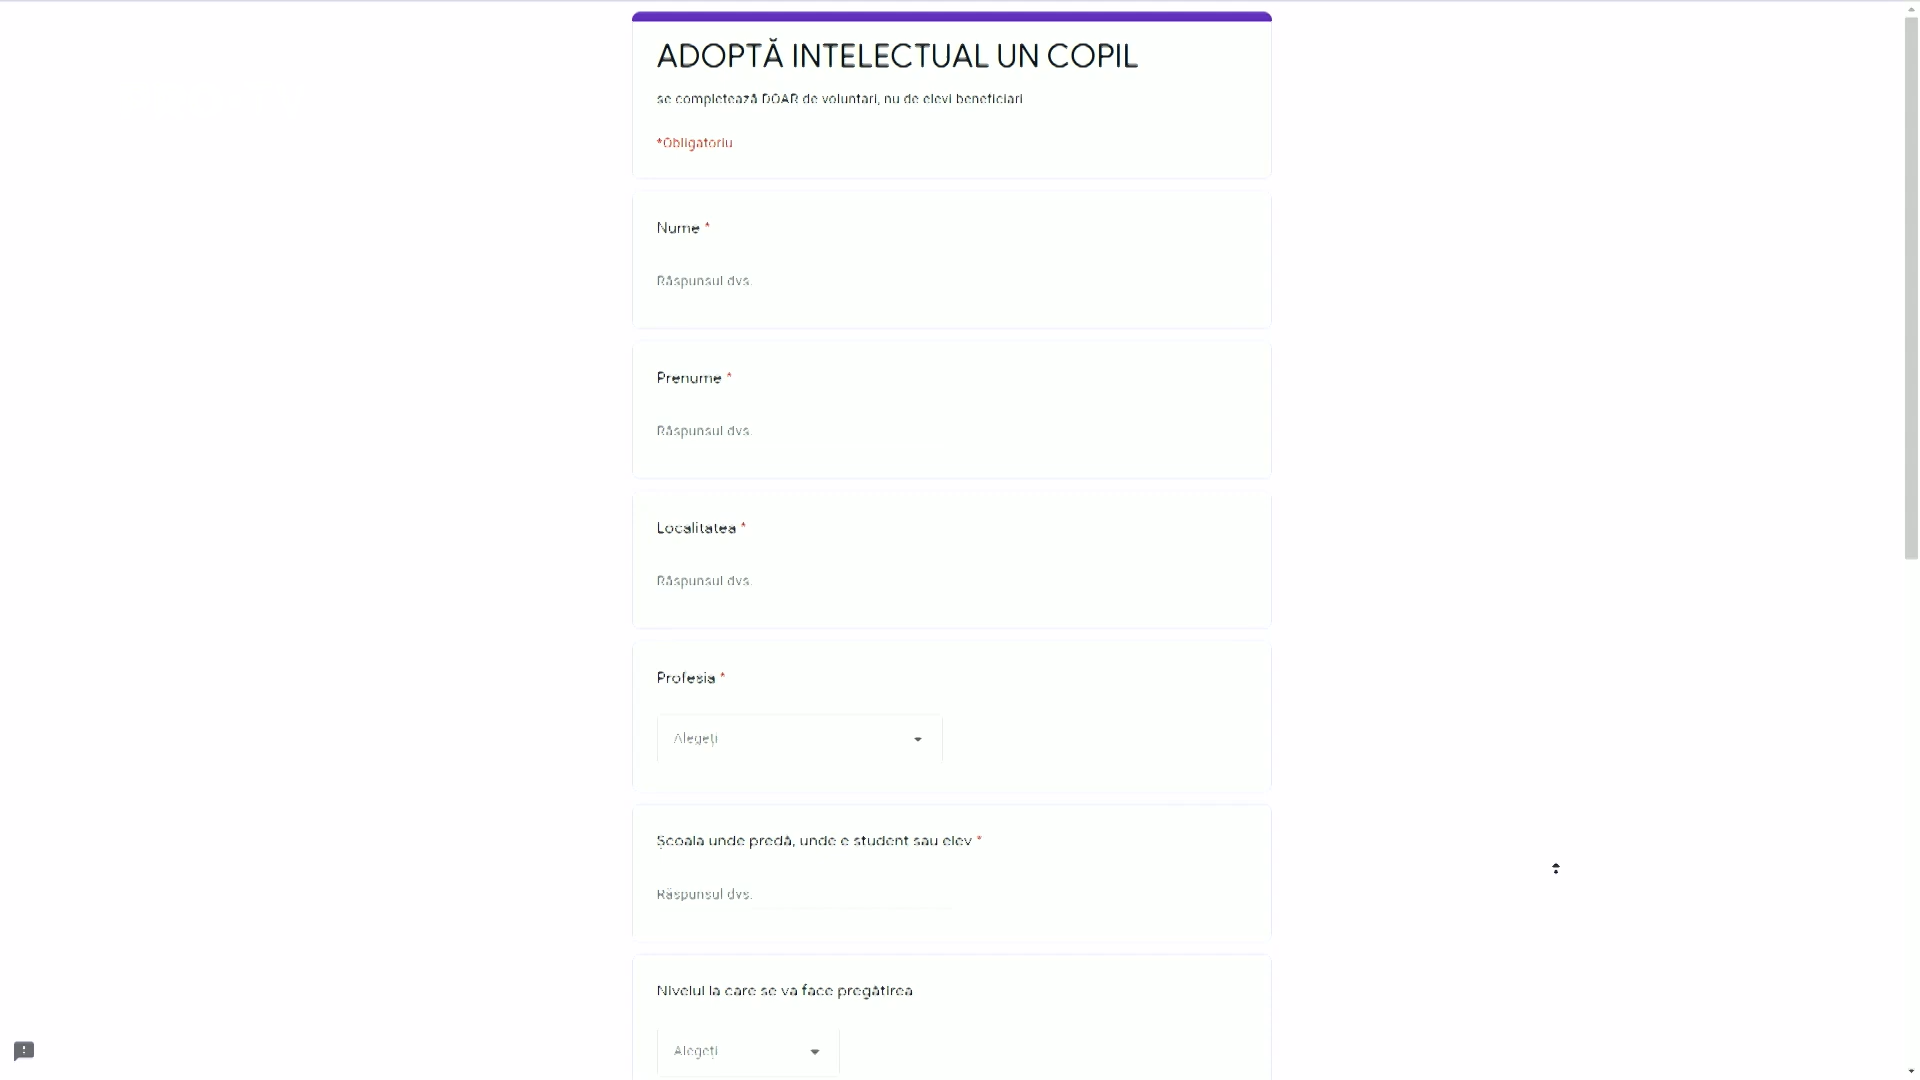 ADOPTĂ INTELECTUAL UN COPIL
se completează DOAR de voluntari, nu de elevi beneficiari
*Obligatoriu
Nume *
Răspunsul dvs.
Prenume *
Răspunsul dvs.
Localitatea *
Răspunsul dvs.
Profesia *
Alegeți
Școala unde predă, unde e student sau elev *
Răspunsul dvs.
Nivelul la care se va face pregătirea
Alegeți